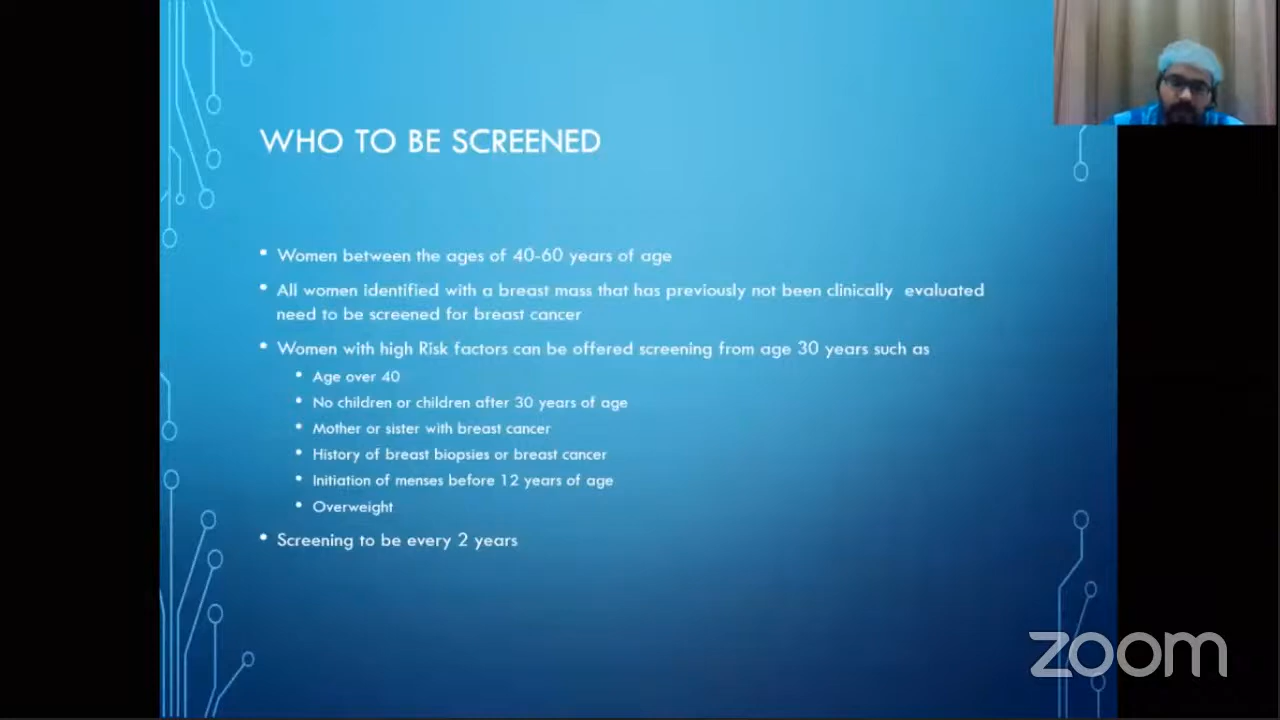 WHO TO BE SCREENED
• Women between the ages of 40-60 years of age
• All women identified with a breast mass that has previously not been clinically evaluated
need to be screened for breast cancer
• Women with high Risk factors can be offered screening from age 30 years such as
• Age over 40
• No children or children after 30 years of age
• Mother or sister with breast cancer
• History of breast biopsies or breast cancer
• Initiation of menses before 12 years of age
• Overweight
• Screening to be every 2 years
zoom